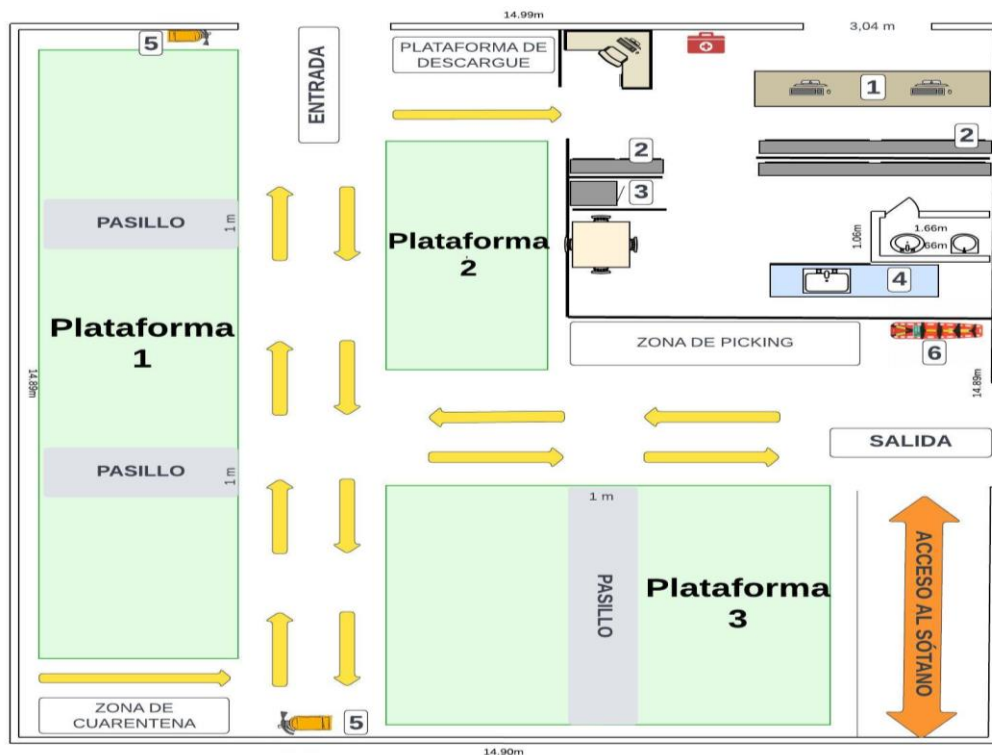 14.99m
3,04 m
5
ENTRADA
PLATAFORMA DE
DESCARGUE
1
2
2
3
PASILLO
1 m
Plataforma
2
1.66m
1.06m
66m
4
Plataforma
1
ZONA DE PICKING
6
14.89m
14.89m
SALIDA
PASILLO
1 m
1 m
PASILLO
Plataforma
3
ACCESO AL SÓTANO
ZONA DE
CUARENTENA
5
14.90m